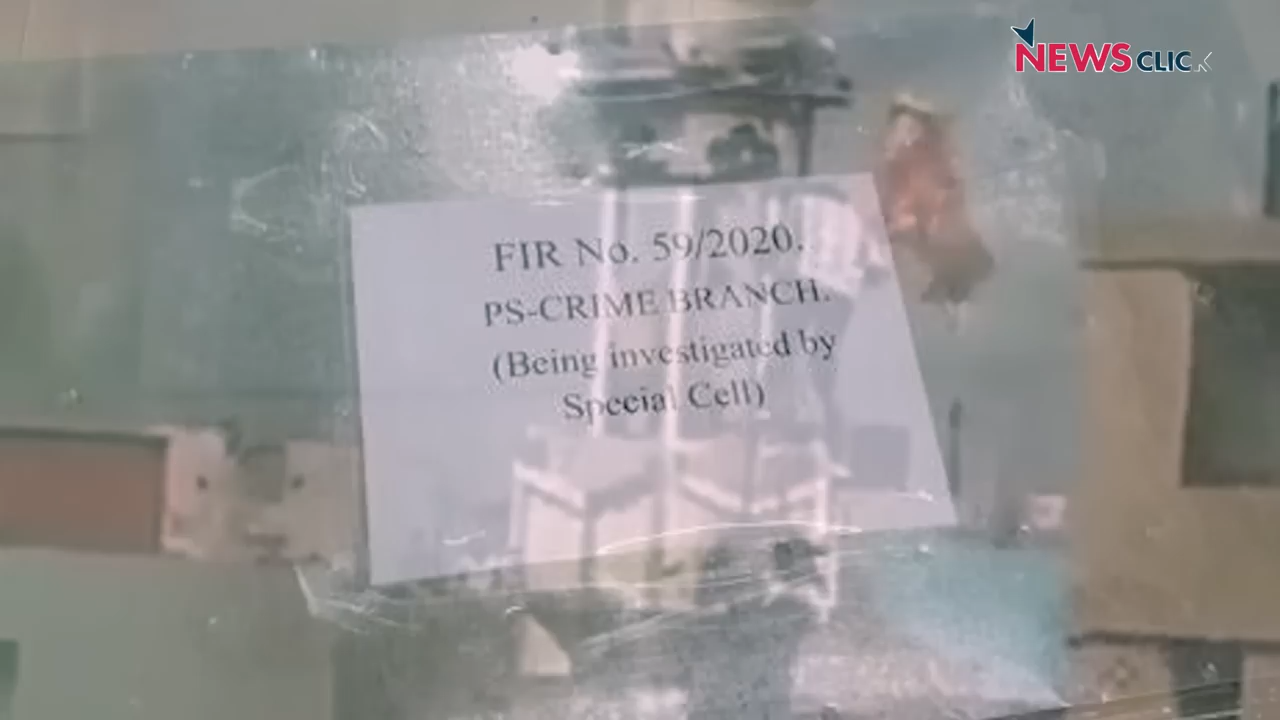 NEWSCLICK
FIR No. 59/2020.
PS-CRIME BRANCH.
(Being investigated by
Special Cell)